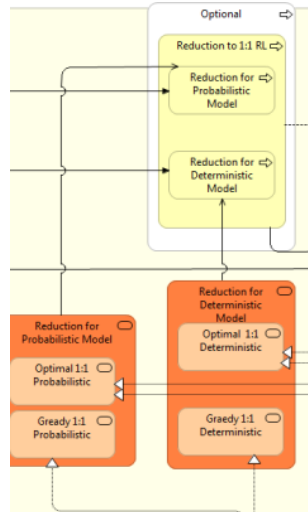 Optional
Reduction to 1:1 RL
Reduction for
Probabilistic
Model
Reduction for
Deterministic
Model
Reduction for
Deterministic
Model
Optimal 1:1
Deterministic
Graedy 1:1
Deterministic
Reduction for
Probabilistic Model
Optimal 1:1
Probabilistic
Gready 1:1
Probabilistic